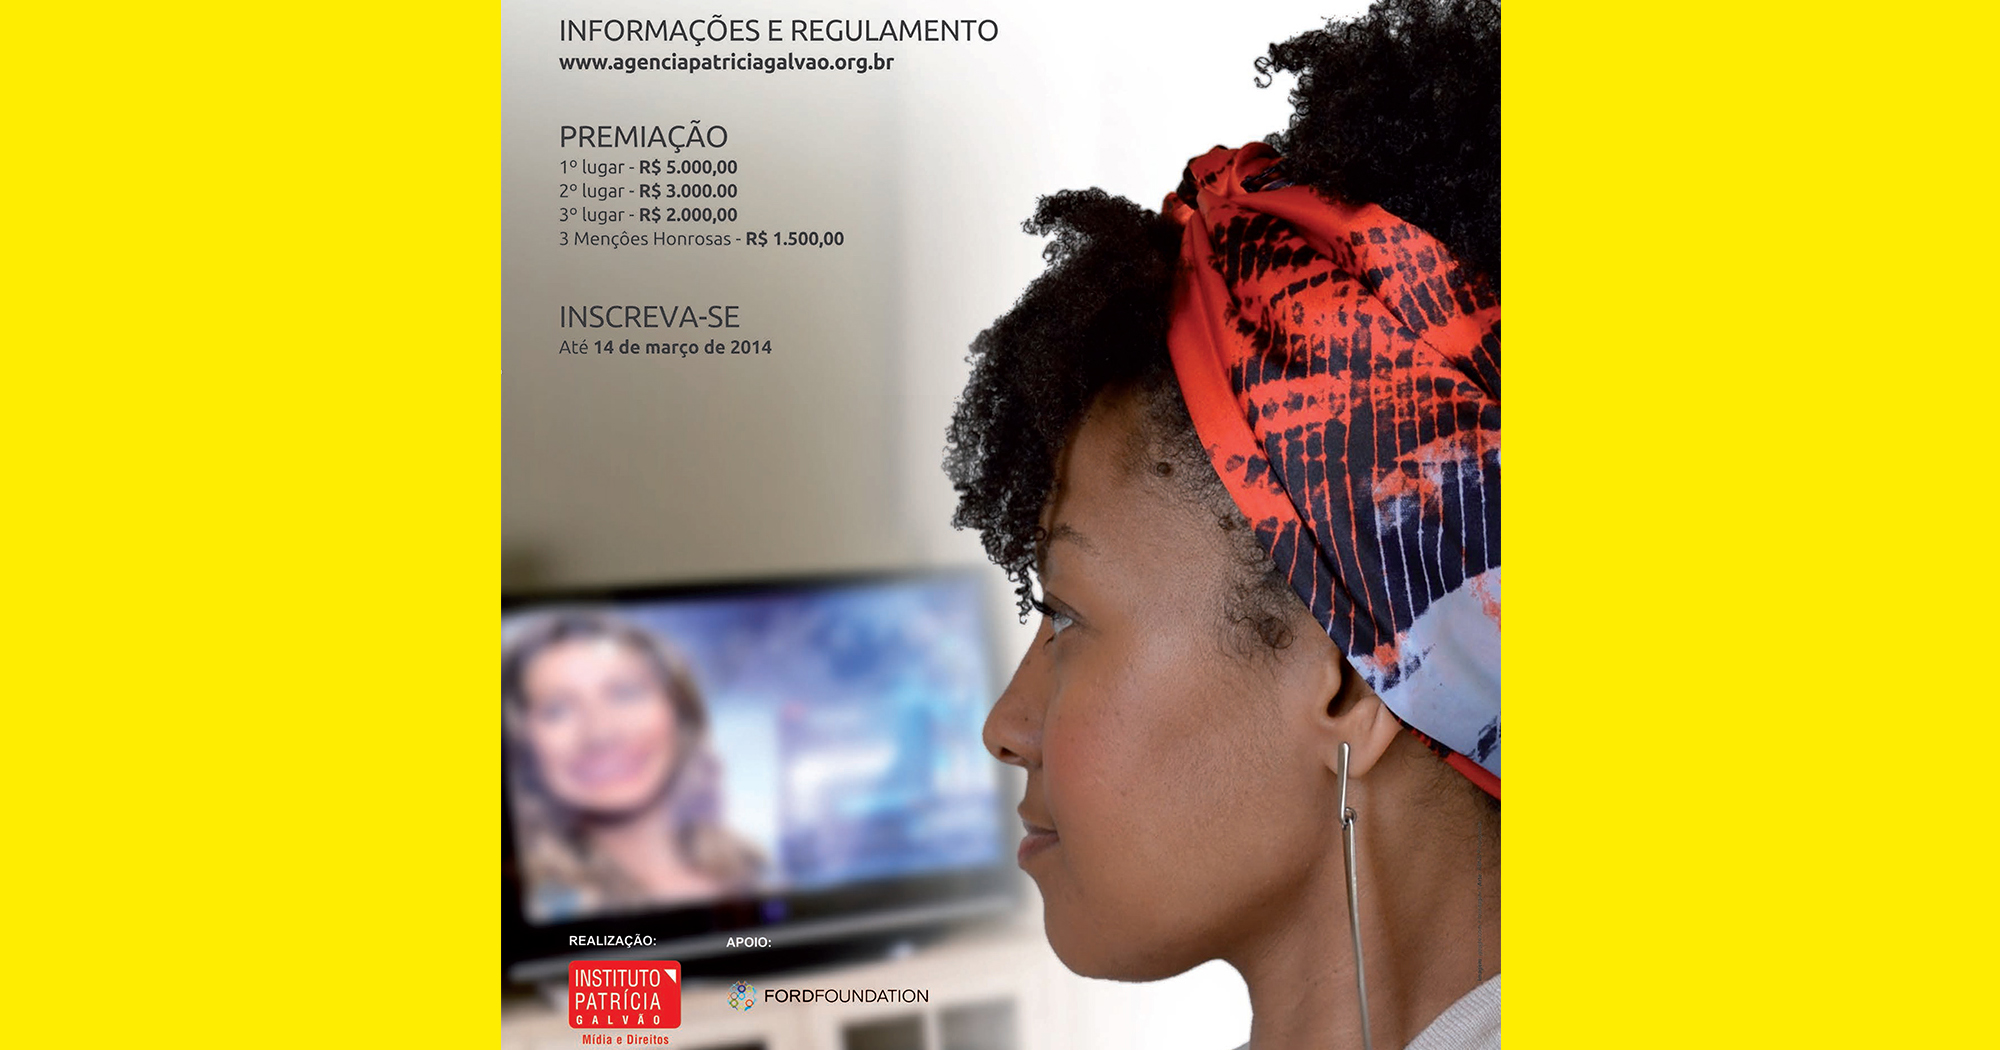 INFORMAÇÕES E REGULAMENTO
www.agenciapatriciagalvao.org.br
PREMIAÇÃO
1º lugar - R$ 5.000,00
2º lugar - R$ 3.000.00
3º lugar - R$ 2.000,00
3 Menções Honrosas - R$ 1.500,00
INSCREVA-SE
Até 14 de março de 2014
REALIZAÇÃO:
APOIO:
INSTITUTO
PATRÍCIA
GALVÃO
Mídia e Direitos
FORDFOUNDATION